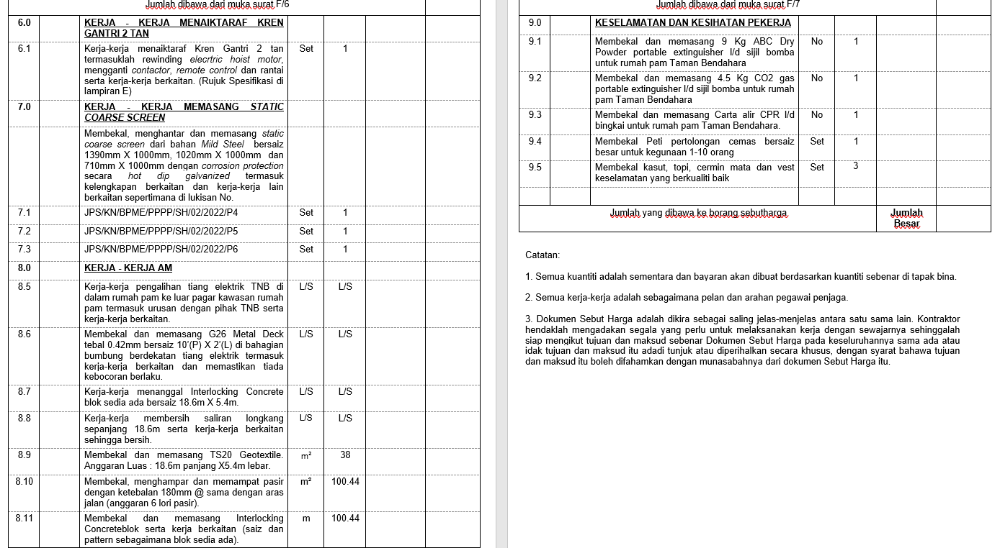 Jumlah dibawa dari muka surat F/6
6.0 KERJA - KERJA MENAIKTARAF KREN
GANTRI 2 TAN
6.1 Kerja-kerja menaiktaraf Kren Gantri 2 tan Set 1
termasuklah rewinding elecrtric hoist motor,
mengganti contactor, remote control dan rantai
serta kerja-kerja berkaitan. (Rujuk Spesifikasi di
lampiran E)
7.0 KERJA - KERJA MEMASANG STATIC
COARSE SCREEN
Membekal, menghantar dan memasang static
coarse screen dari bahan Mild Steel bersaiz
1390mm X 1000mm, 1020mm X 1000mm dan
710mm X 1000mm dengan corrosion protection
secara hot dip galvanized termasuk
kelengkapan berkaitan dan kerja-kerja lain
berkaitan sepertimana di lukisan No.
7.1 JPS/KN/BPME/PPPP/SH/02/2022/P4 Set 1
7.2 JPS/KN/BPME/PPPP/SH/02/2022/P5 Set 1
7.3 JPS/KN/BPME/PPPP/SH/02/2022/P6 Set 1
8.0 KERJA - KERJA AM
8.5 Kerja-kerja pengalihan tiang elektrik TNB di L/S L/S
dalam rumah pam ke luar pagar kawasan rumah
pam termasuk urusan dengan pihak TNB serta
kerja-kerja berkaitan.
8.6 Membekal dan memasang G26 Metal Deck L/S L/S
tebal 0.42mm bersaiz 10'(P) X 2'(L) di bahagian
bumbung berdekatan tiang elektrik termasuk
kerja-kerja berkaitan dan memastikan tiada
kebocoran berlaku.
8.7 Kerja-kerja menanggal Interlocking Concrete L/S L/S
blok sedia ada bersaiz 18.6m X 5.4m.
8.8 Kerja-kerja membersih saliran longkang L/S L/S
sepanjang 18.6m serta kerja-kerja berkaitan
sehingga bersih.
8.9 Membekal dan memasang TS20 Geotextile. m² 38
Anggaran Luas : 18.6m panjang X5.4m lebar.
8.10 Membekal, menghampar dan memampat pasir m² 100.44
dengan ketebalan 180mm @ sama dengan aras
jalan (anggaran 6 lori pasir).
8.11 Membekal dan memasang Interlocking m 100.44
Concreteblok serta kerja berkaitan (saiz dan
pattern sebagaimana blok sedia ada).
Jumlah dibawa dari muka surat F/7
9.0 KESELAMATAN DAN KESIHATAN PEKERJA
9.1 Membekal dan memasang 9 Kg ABC Dry No 1
Powder portable extinguisher l/d sijil bomba
untuk rumah pam Taman Bendahara
9.2 Membekal dan memasang 4.5 Kg CO2 gas No 1
portable extinguisher l/d sijil bomba untuk rumah
pam Taman Bendahara
9.3 Membekal dan memasang Carta alir CPR l/d No 1
bingkai untuk rumah pam Taman Bendahara.
9.4 Membekal Peti pertolongan cemas bersaiz Set 1
besar untuk kegunaan 1-10 orang
9.5 Membekal kasut, topi, cermin mata dan vest Set 3
keselamatan yang berkualiti baik
Jumlah yang dibawa ke borang sebutharga Jumlah
Besar
Catatan:
1. Semua kuantiti adalah sementara dan bayaran akan dibuat berdasarkan kuantiti sebenar di tapak bina.
2. Semua kerja-kerja adalah sebagaimana pelan dan arahan pegawai penjaga.
3. Dokumen Sebut Harga adalah dikira sebagai saling jelas-menjelas antara satu sama lain. Kontraktor
hendaklah mengadakan segala yang perlu untuk melaksanakan kerja dengan sewajarnya sehinggalah
siap mengikut tujuan dan maksud sebenar Dokumen Sebut Harga pada keseluruhannya sama ada atau
idak tujuan dan maksud itu adadi tunjuk atau diperihalkan secara khusus, dengan syarat bahawa tujuan
dan maksud itu boleh difahamkan dengan munasabahnya dari dokumen Sebut Harga itu.